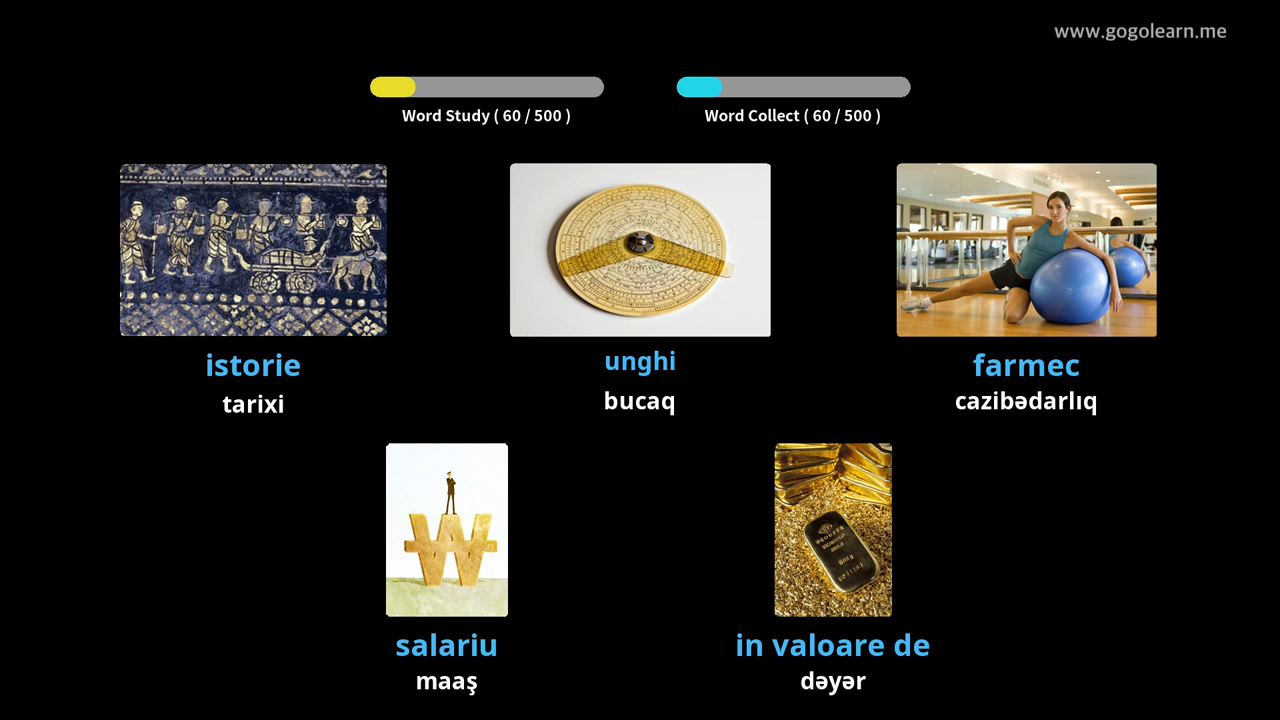 www.gogolearn.me
Word Study ( 60 / 500 )
Word Collect ( 60 / 500 )
istorie
tarixi
unghi
bucaq
farmec
cazibədarlıq
salariu
maaş
in valoare de
dəyər